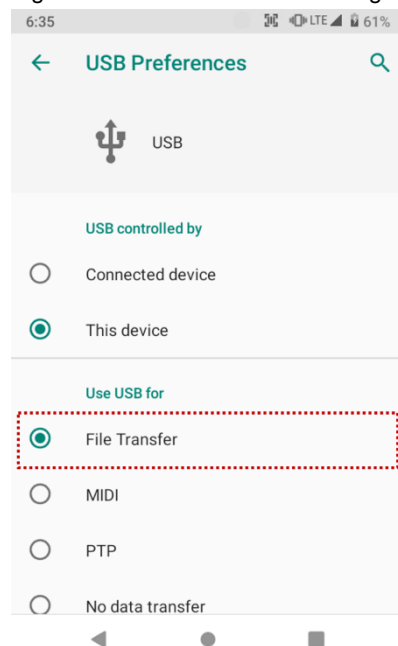 6:35 LTE 61%
USB Preferences
USB
USB controlled by
Connected device
This device
Use USB for
File Transfer
MIDI
PTP
No data transfer